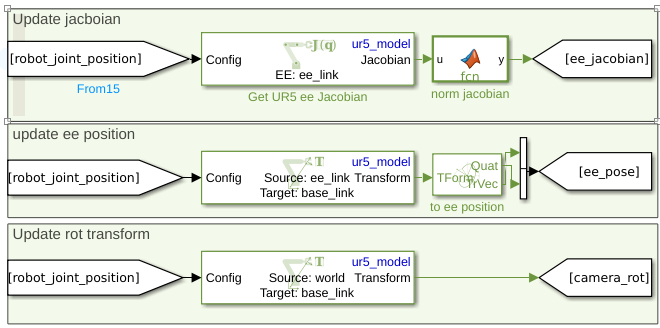 Update jacboian
[robot_joint_position]
From15
Config
J(q)
ur5_model
Jacobian
EE: ee_link
Get UR5 ee Jacobian
u
fcn
y
norm jacobian
[ee_jacobian]
update ee position
[robot_joint_position]
Config
T
ur5_model
Source: ee_link
Transform
Target: base_link
TForm
Quat
TrVec
to ee position
[ee_pose]
Update rot transform
[robot_joint_position]
Config
T
ur5_model
Source: world
Transform
Target: base_link
[camera_rot]